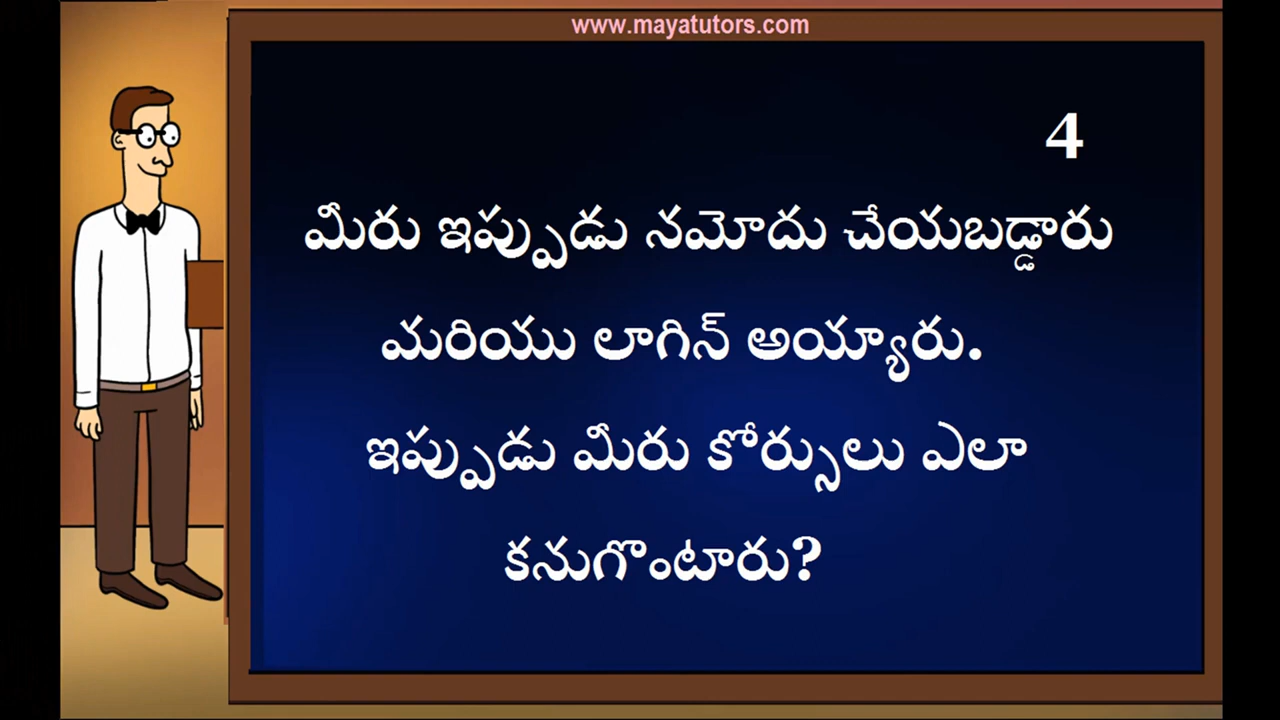 www.mayatutors.com
4
మీరు ఇప్పుడు నమోదు చేయబడ్డారు
మరియు లాగిన్ అయ్యారు.
ఇప్పుడు మీరు కోర్సులు ఎలా
కనుగొంటారు?